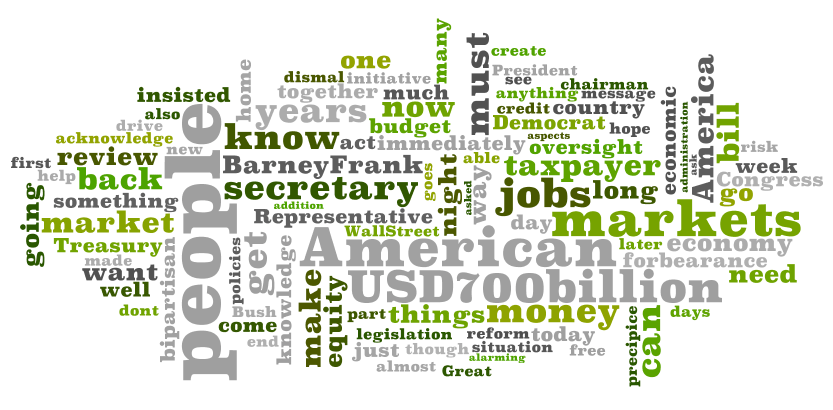 many
must
create
one
President
dismal
initiative
see
chairman
home
together
much
anything
message
insisted
America
economic
years
now
credit
country
also
bill
people
administration
drive
budget
Democrat
hope
acknowledge
know
act
immediately
aspects
oversight
risk
new
ask
first
review
BarneyFrank
goes
able
taxpayer
week
help
back
secretary
night
asked
way
jobs
long
Congress
go
something
addition
going
market
Representative
day
markets
WallStreet
Treasury
bipartisan
policies
get
knowledge
American
later
economy
made
forbearance
want
make
equity
USD700billion
need
well
dont
Bush
part
things
money
precipice
can
days
come
legislation
reform
today
end
just
though
situation
free
alarming
almost
Great